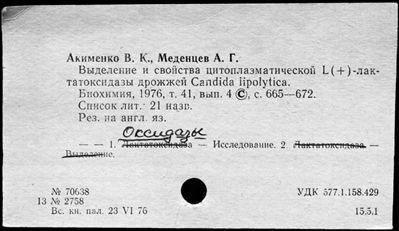 Акименко В. К., Меденцев А. Г.
Выделение и свойства цитоплазматической L(+)-лак-
татоксидазы дрожжей Candida lipolytica.
Биохимия, 1976, т. 41, вып. 4 ©, с. 665—672.
Список лит.: 21 назв.
Рез. на англ. яз.
Оксидазы
— — 1. Лактатоксидаза — Исследование. 2. Лактатоксидаза —
Выделение.
№ 70638
УДК 577.1.158.429
13 № 2758
Вс. кн. пал. 23 VI 76
15.5.1